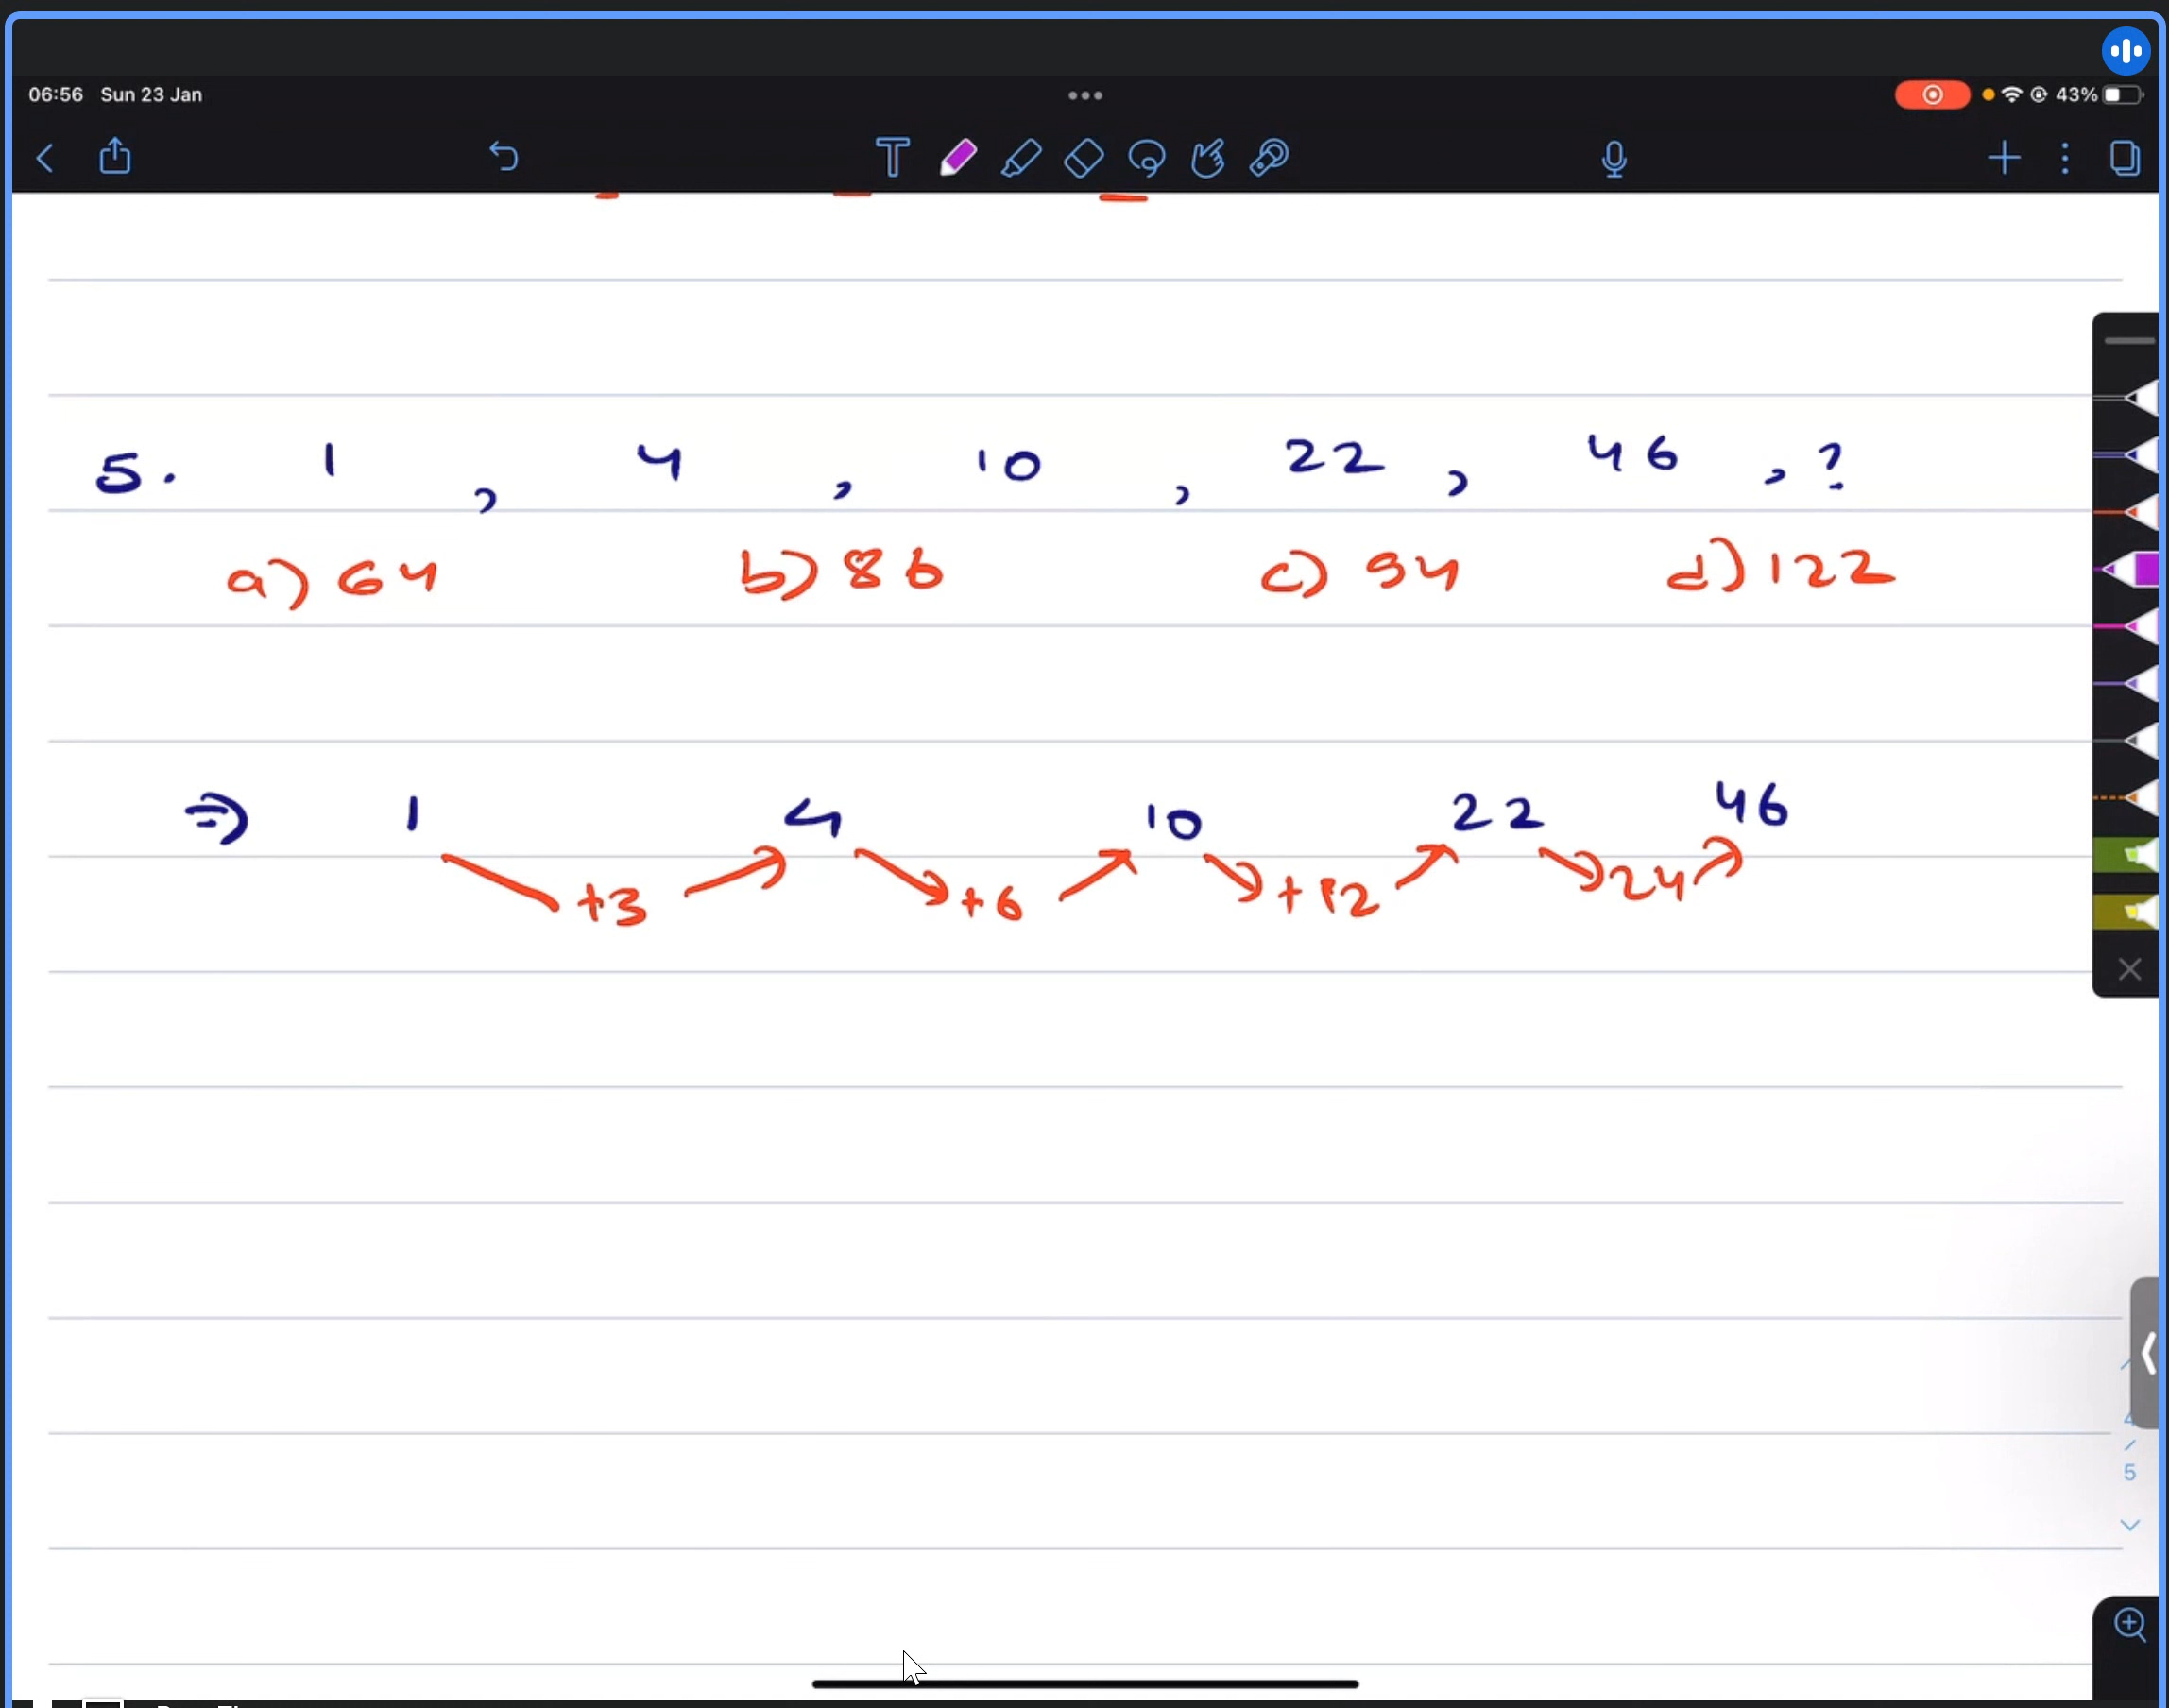 06:56 Sun 23 Jan
43%
5. 1 , 4 , 10 , 22 , 46 , ?
a) 64 b) 86 c) 94 d) 122
⇒ 1 4 10 22 46
+3 +6 +12 24
5